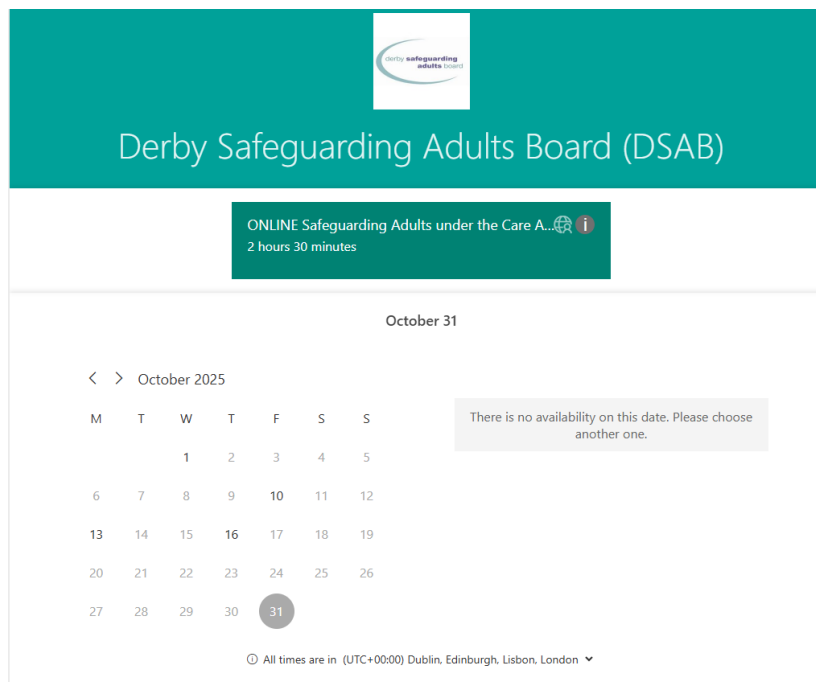 derby safeguarding
adults board
Derby Safeguarding Adults Board (DSAB)
ONLINE Safeguarding Adults under the Care A...
2 hours 30 minutes
October 31
October 2025
M T W T F S S
1 2 3 4 5
6 7 8 9 10 11 12
13 14 15 16 17 18 19
20 21 22 23 24 25 26
27 28 29 30 31
There is no availability on this date. Please choose
another one.
All times are in (UTC+00:00) Dublin, Edinburgh, Lisbon, London